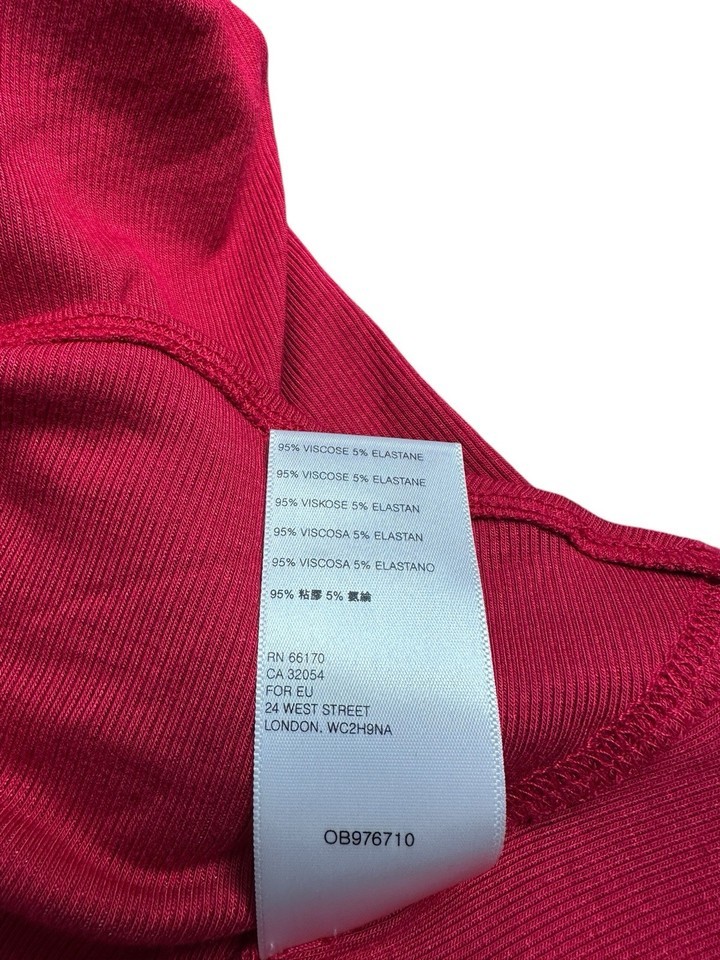 95% VISCOSE 5% ELASTANE
95% VISCOSE 5% ELASTANE
95% VISKOSE 5% ELASTAN
95% VISCOSA 5% ELASTAN
95% VISCOSA 5% ELASTANO
95% 粘膠 5% 氨綸
RN 66170
CA 32054
FOR EU
24 WEST STREET
LONDON, WC2H9NA
OB976710